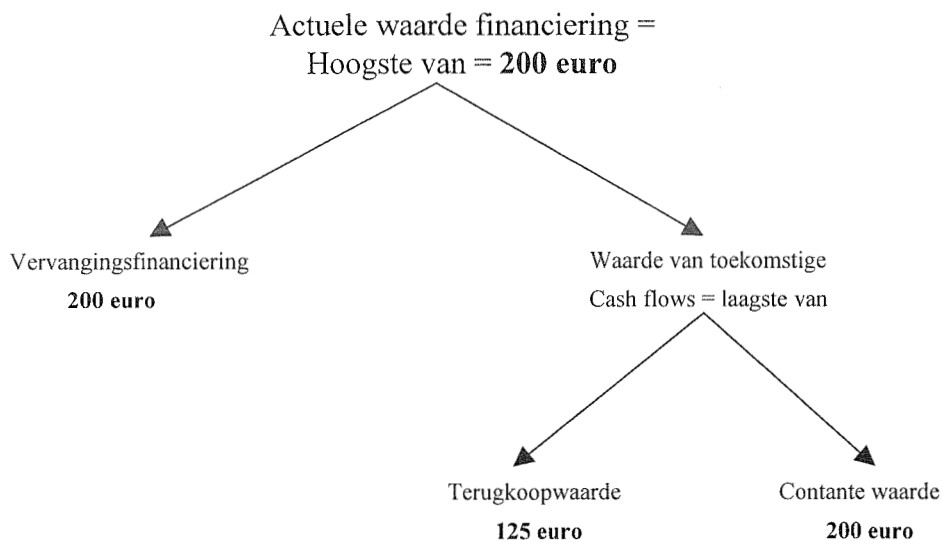 Actuele waarde financiering =
Hoogste van = 200 euro
Vervangingsfinanciering
200 euro
Waarde van toekomstige
Cash flows = laagste van
Terugkoopwaarde
125 euro
Contante waarde
200 euro